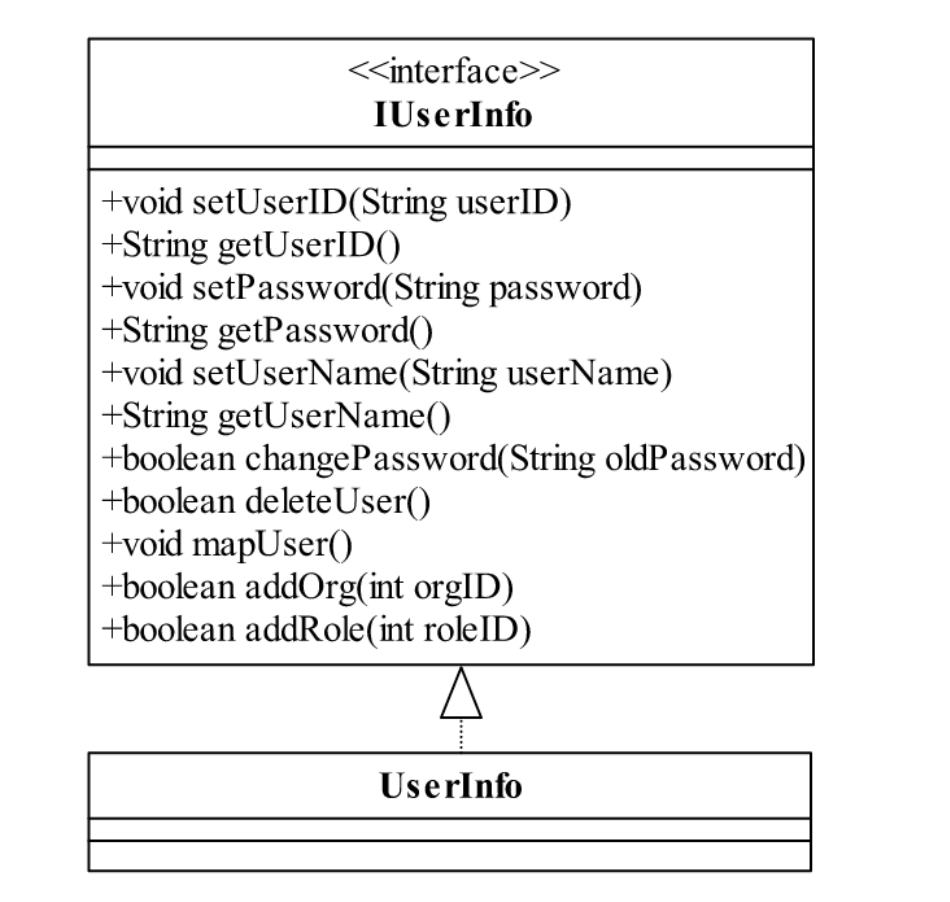 <<interface>>
IUserInfo
+void setUserID(String userID)
+String getUserID()
+void setPassword(String password)
+String getPassword()
+void setUserName(String userName)
+String getUserName()
+boolean changePassword(String oldPassword)
+boolean deleteUser()
+void mapUser()
+boolean addOrg(int orgID)
+boolean addRole(int roleID)
UserInfo